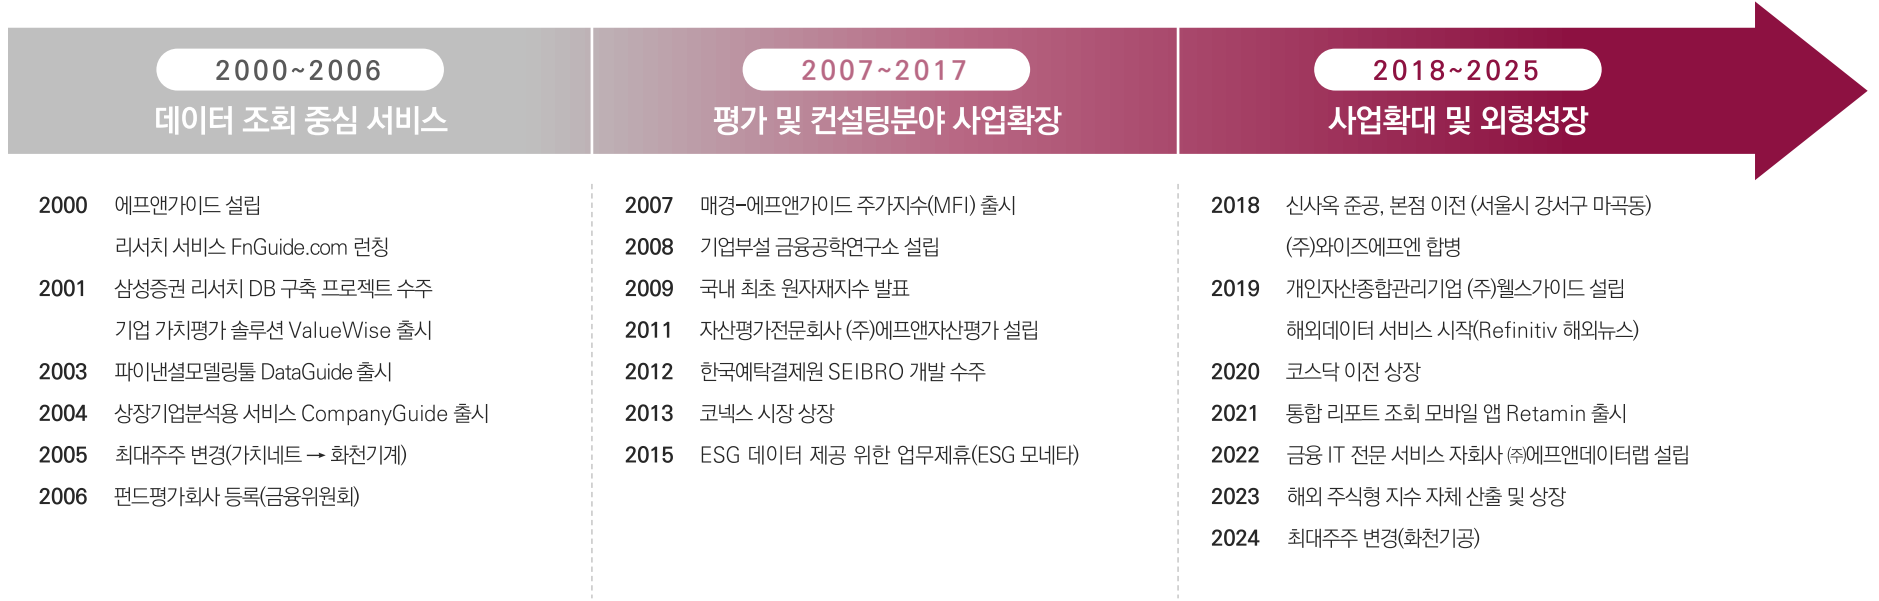 2000~2006
데이터 조회 중심 서비스
2000 에프앤가이드 설립
리서치 서비스 FnGuide.com 런칭
2001 삼성증권 리서치 DB 구축 프로젝트 수주
기업 가치평가 솔루션 ValueWise 출시
2003 파이낸셜모델링툴 DataGuide 출시
2004 상장기업분석용 서비스 CompanyGuide 출시
2005 최대주주 변경(가치네트 → 화천기계)
2006 펀드평가회사 등록(금융위원회)
2007~2017
평가 및 컨설팅분야 사업확장
2007 매경-에프앤가이드 주가지수(MFI) 출시
2008 기업부설 금융공학연구소 설립
2009 국내 최초 원자재지수 발표
2011 자산평가전문회사 (주)에프앤자산평가 설립
2012 한국예탁결제원 SEIBRO 개발 수주
2013 코넥스 시장 상장
2015 ESG 데이터 제공 위한 업무제휴(ESG 모네타)
2018~2025
사업확대 및 외형성장
2018 신사옥 준공, 본점 이전 (서울시 강서구 마곡동)
(주)와이즈에프엔 합병
2019 개인자산종합관리기업 (주)웰스가이드 설립
해외데이터 서비스 시작(Refinitiv 해외뉴스)
2020 코스닥 이전 상장
2021 통합 리포트 조회 모바일 앱 Retamin 출시
2022 금융 IT 전문 서비스 자회사 ㈜에프앤데이터랩 설립
2023 해외 주식형 지수 자체 산출 및 상장
2024 최대주주 변경(화천기공)